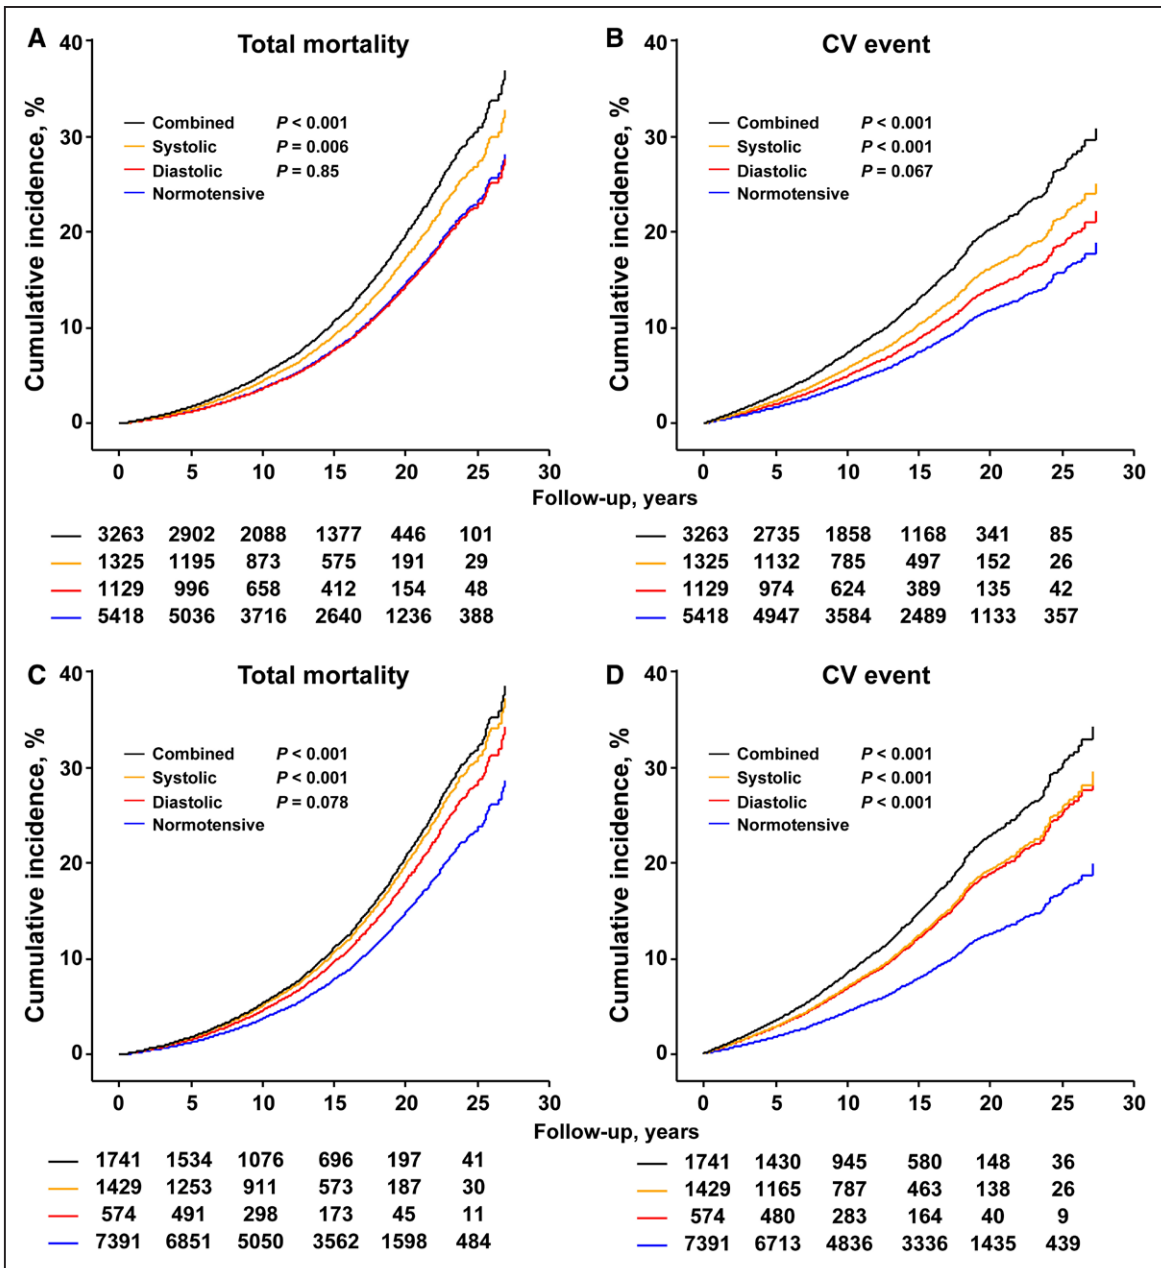 A
Total mortality
Cumulative incidence, %
40
30
20
10
0
Combined P < 0.001
Systolic P = 0.006
Diastolic P = 0.85
Normotensive
0 5 10 15 20 25 30
B
CV event
Cumulative incidence, %
40
30
20
10
0
Combined P < 0.001
Systolic P < 0.001
Diastolic P = 0.067
Normotensive
0 5 10 15 20 25 30
Follow-up, years
3263 2902 2088 1377 446 101
1325 1195 873 575 191 29
1129 996 658 412 154 48
5418 5036 3716 2640 1236 388
3263 2735 1858 1168 341 85
1325 1132 785 497 152 26
1129 974 624 389 135 42
5418 4947 3584 2489 1133 357
C
Total mortality
Cumulative incidence, %
40
30
20
10
0
Combined P < 0.001
Systolic P < 0.001
Diastolic P = 0.078
Normotensive
0 5 10 15 20 25 30
D
CV event
Cumulative incidence, %
40
30
20
10
0
Combined P < 0.001
Systolic P < 0.001
Diastolic P < 0.001
Normotensive
0 5 10 15 20 25 30
Follow-up, years
1741 1534 1076 696 197 41
1429 1253 911 573 187 30
574 491 298 173 45 11
7391 6851 5050 3562 1598 484
1741 1430 945 580 148 36
1429 1165 787 463 138 26
574 480 283 164 40 9
7391 6713 4836 3336 1435 439